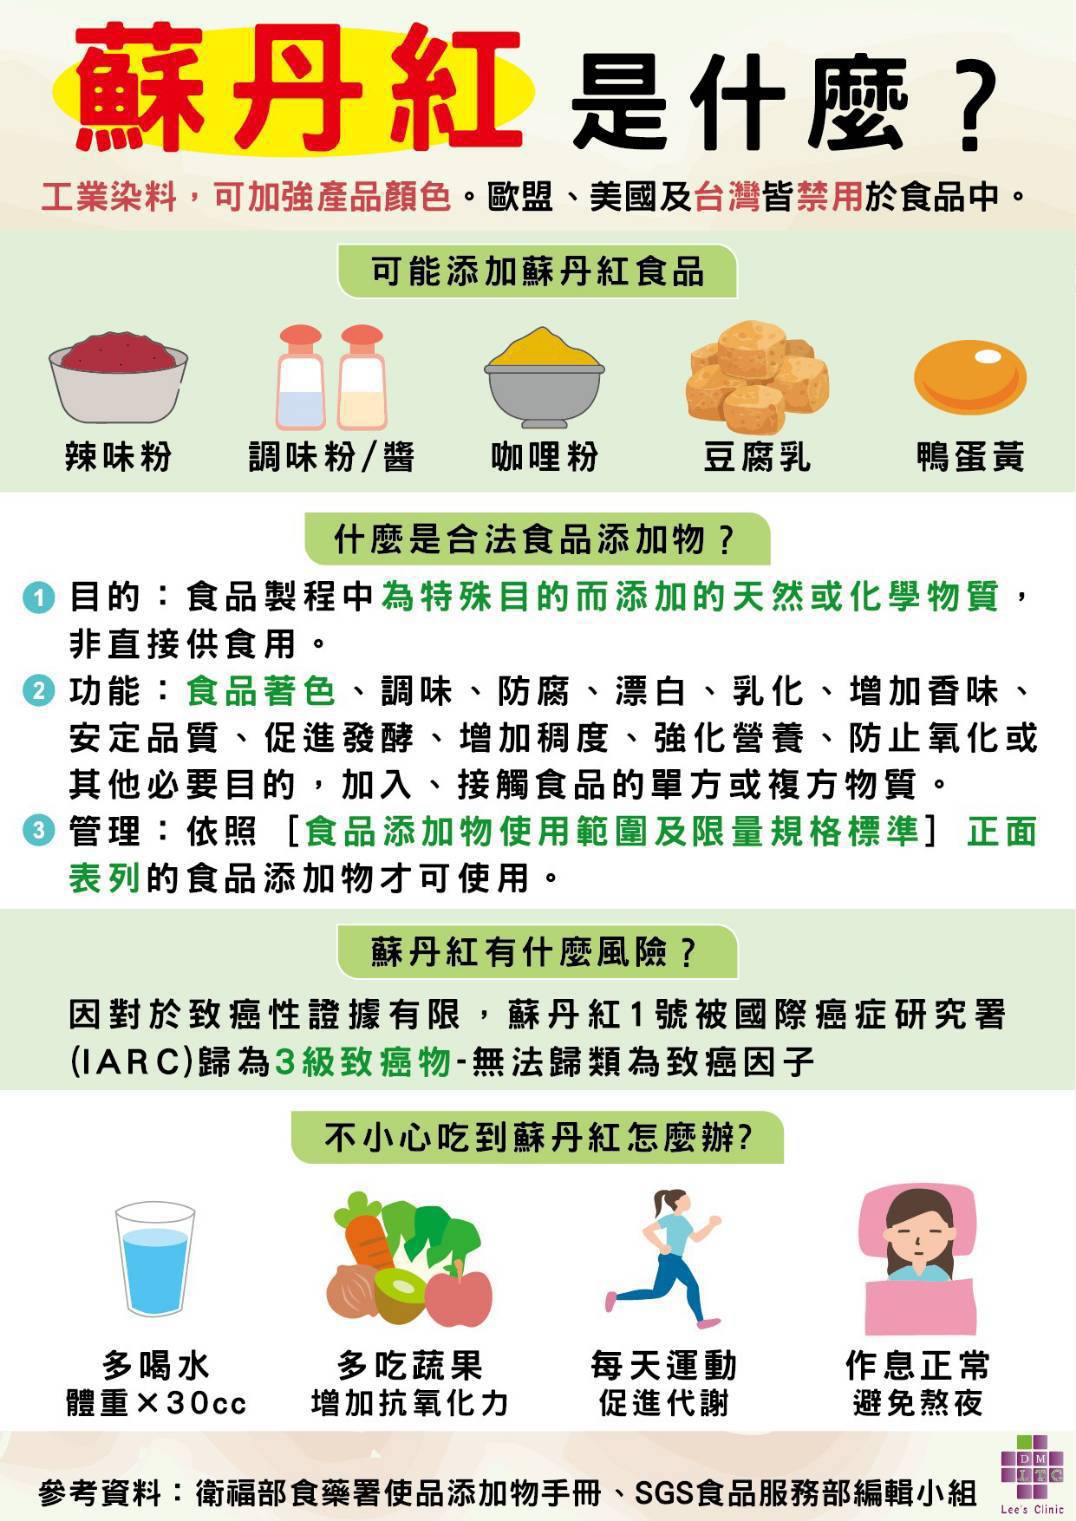 蘇丹紅是什麼？
工業染料，可加強產品顏色。歐盟、美國及台灣皆禁用於食品中。
可能添加蘇丹紅食品
辣味粉
調味粉/醬
咖哩粉
豆腐乳
鴨蛋黃
什麼是合法食品添加物？
1 目的：食品製程中為特殊目的而添加的天然或化學物質，
非直接供食用。
2 功能：食品著色、調味、防腐、漂白、乳化、增加香味、
安定品質、促進發酵、增加稠度、強化營養、防止氧化或
其他必要目的，加入、接觸食品的單方或複方物質。
3 管理：依照［食品添加物使用範圍及限量規格標準］正面
表列的食品添加物才可使用。
蘇丹紅有什麼風險？
因對於致癌性證據有限，蘇丹紅1號被國際癌症研究署
(IARC)歸為3級致癌物-無法歸類為致癌因子
不小心吃到蘇丹紅怎麼辦?
多喝水
體重×30cc
多吃蔬果
增加抗氧化力
每天運動
促進代謝
作息正常
避免熬夜
參考資料：衛福部食藥署使品添加物手冊、SGS食品服務部編輯小組
DM
LTC
Lee's Clinic